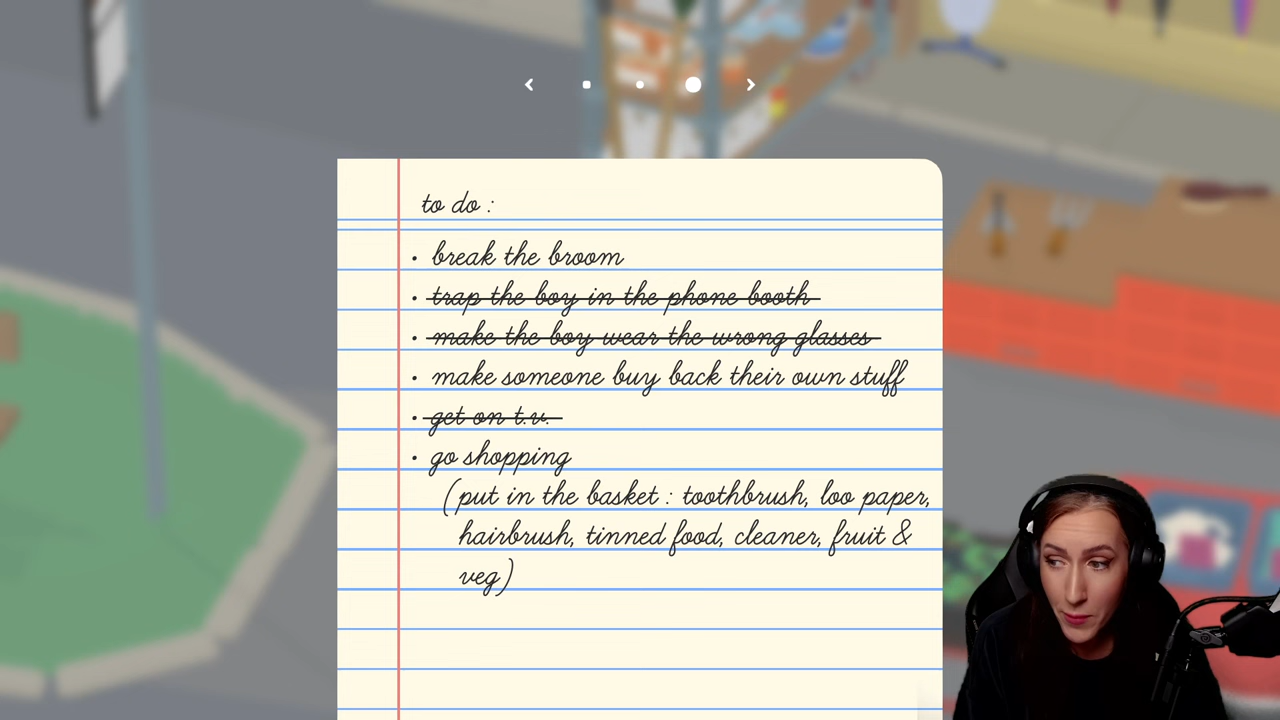 to do :
• break the broom
• trap the boy in the phone booth
• make the boy wear the wrong glasses
• make someone buy back their own stuff
• get on t.v.
• go shopping
(put in the basket : toothbrush, loo paper,
hairbrush, tinned food, cleaner, fruit &
veg)